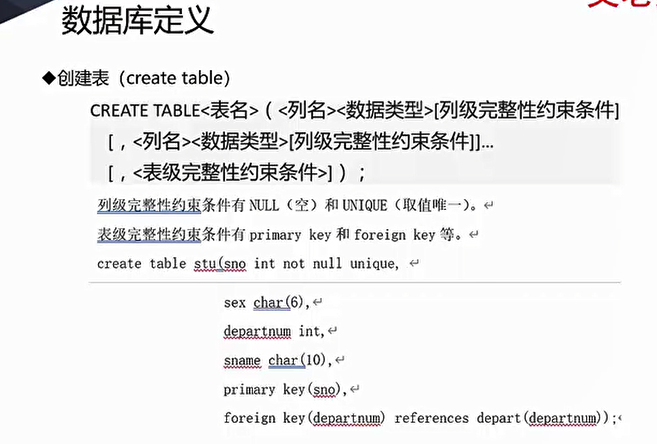 数据库定义
◆创建表（create table）
CREATE TABLE<表名>（<列名><数据类型>[列级完整性约束条件]
[，<列名><数据类型>[列级完整性约束条件]]...
[，<表级完整性约束条件>]）；
列级完整性约束条件有 NULL（空）和 UNIQUE（取值唯一）。↵
表级完整性约束条件有 primary key 和 foreign key 等。↵
create table stu(sno int not null unique, ↵
sex char(6),↵
departnum int,↵
sname char(10),↵
primary key(sno),↵
foreign key(departnum) references depart(departnum));↵